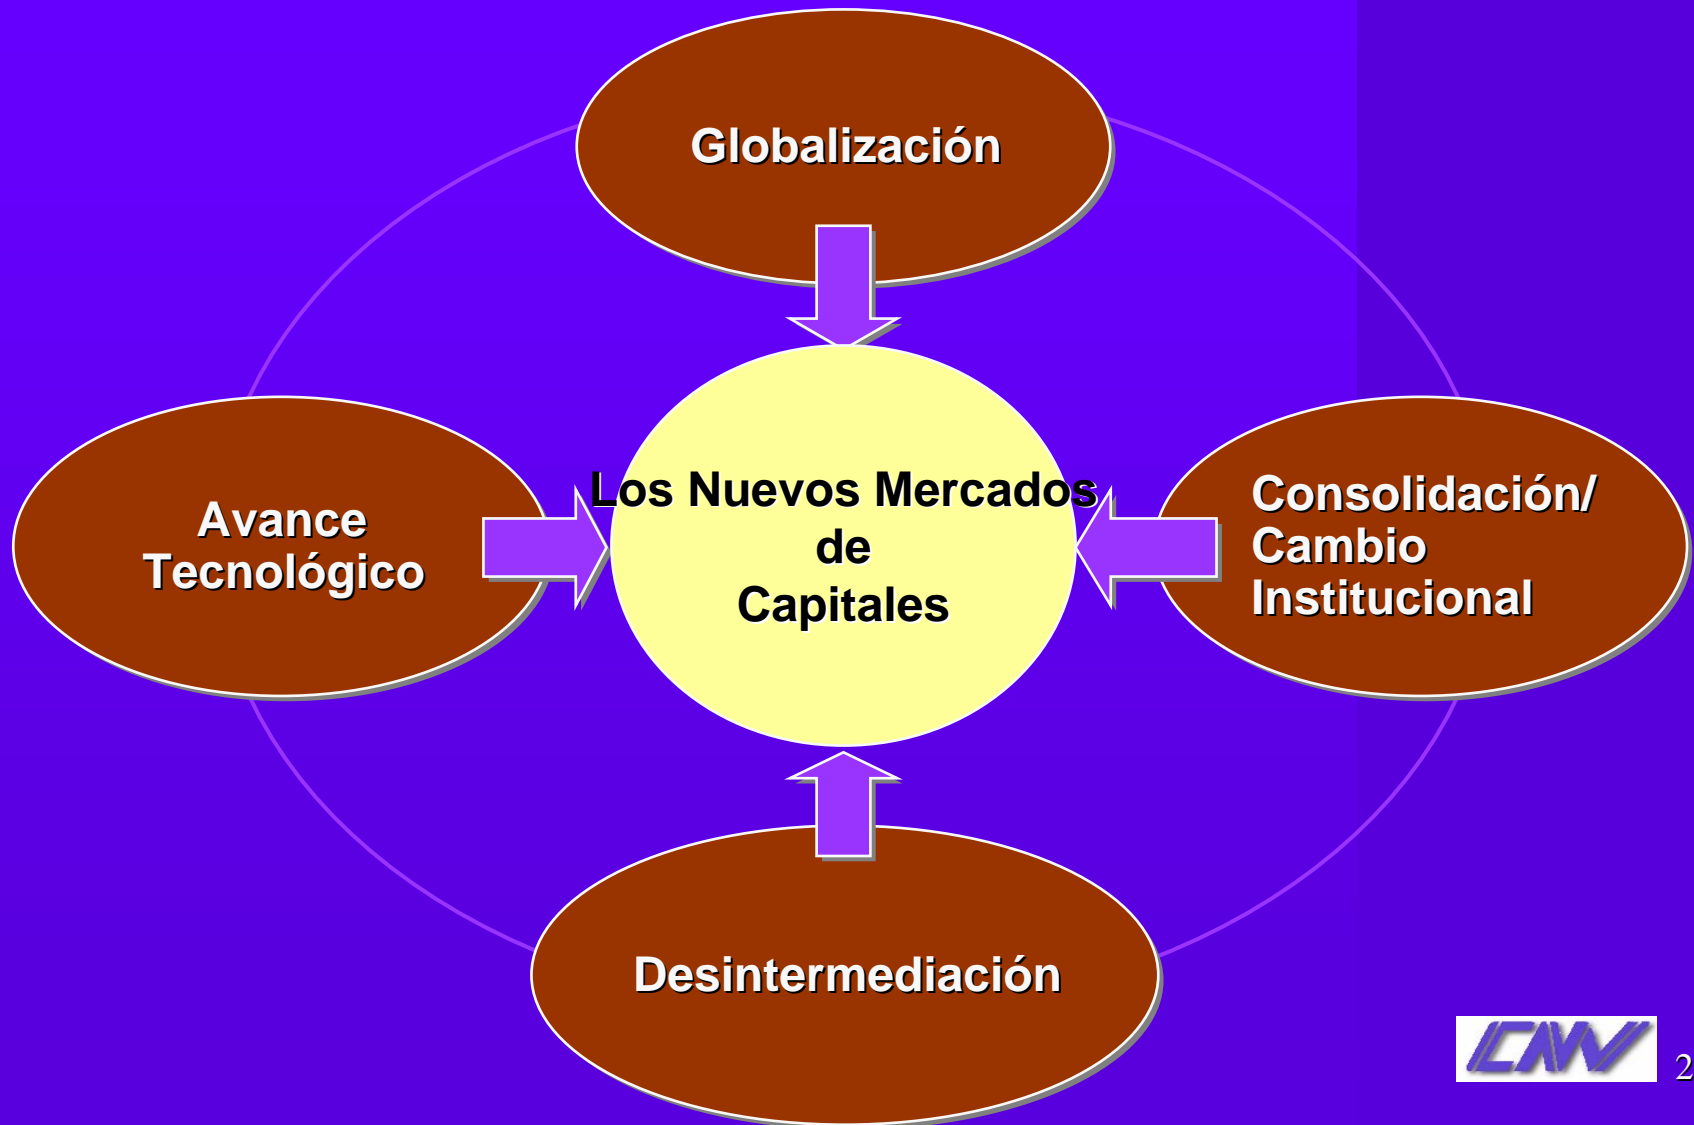 Globalización
Avance
Tecnológico
Los Nuevos Mercados
de
Capitales
Consolidación/
Cambio
Institucional
Desintermediación
CNV
2